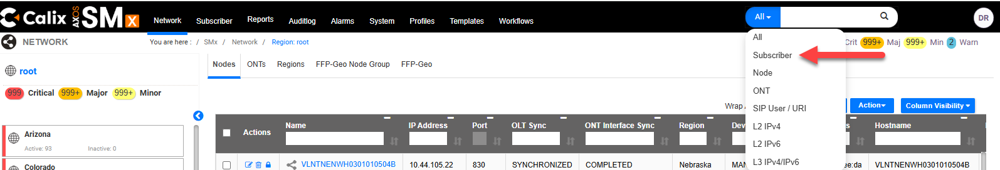 Calix AXOS SMx
Network Subscriber Reports Auditlog Alarms System Profiles Templates Workflows All DR
NETWORK You are here : / SMx / Network / Region: root
All
Subscriber
Node
ONT
SIP User / URI
L2 IPv4
L2 IPv6
L3 IPv4/IPv6
Crit 999+ Maj 999+ Min 2 Warn
root
999 Critical 999+ Major 999+ Minor
Arizona
Active: 93 Inactive: 0
Colorado
Nodes ONTs Regions FFP-Geo Node Group FFP-Geo
Wrap Action Column Visibility
Actions Name IP Address Port OLT Sync ONT Interface Sync Region Dev s Hostname
VLNTNENWH0301010504B 10.44.105.22 830 SYNCHRONIZED COMPLETED Nebraska MAN ee:da VLNTNENWH0301010504B